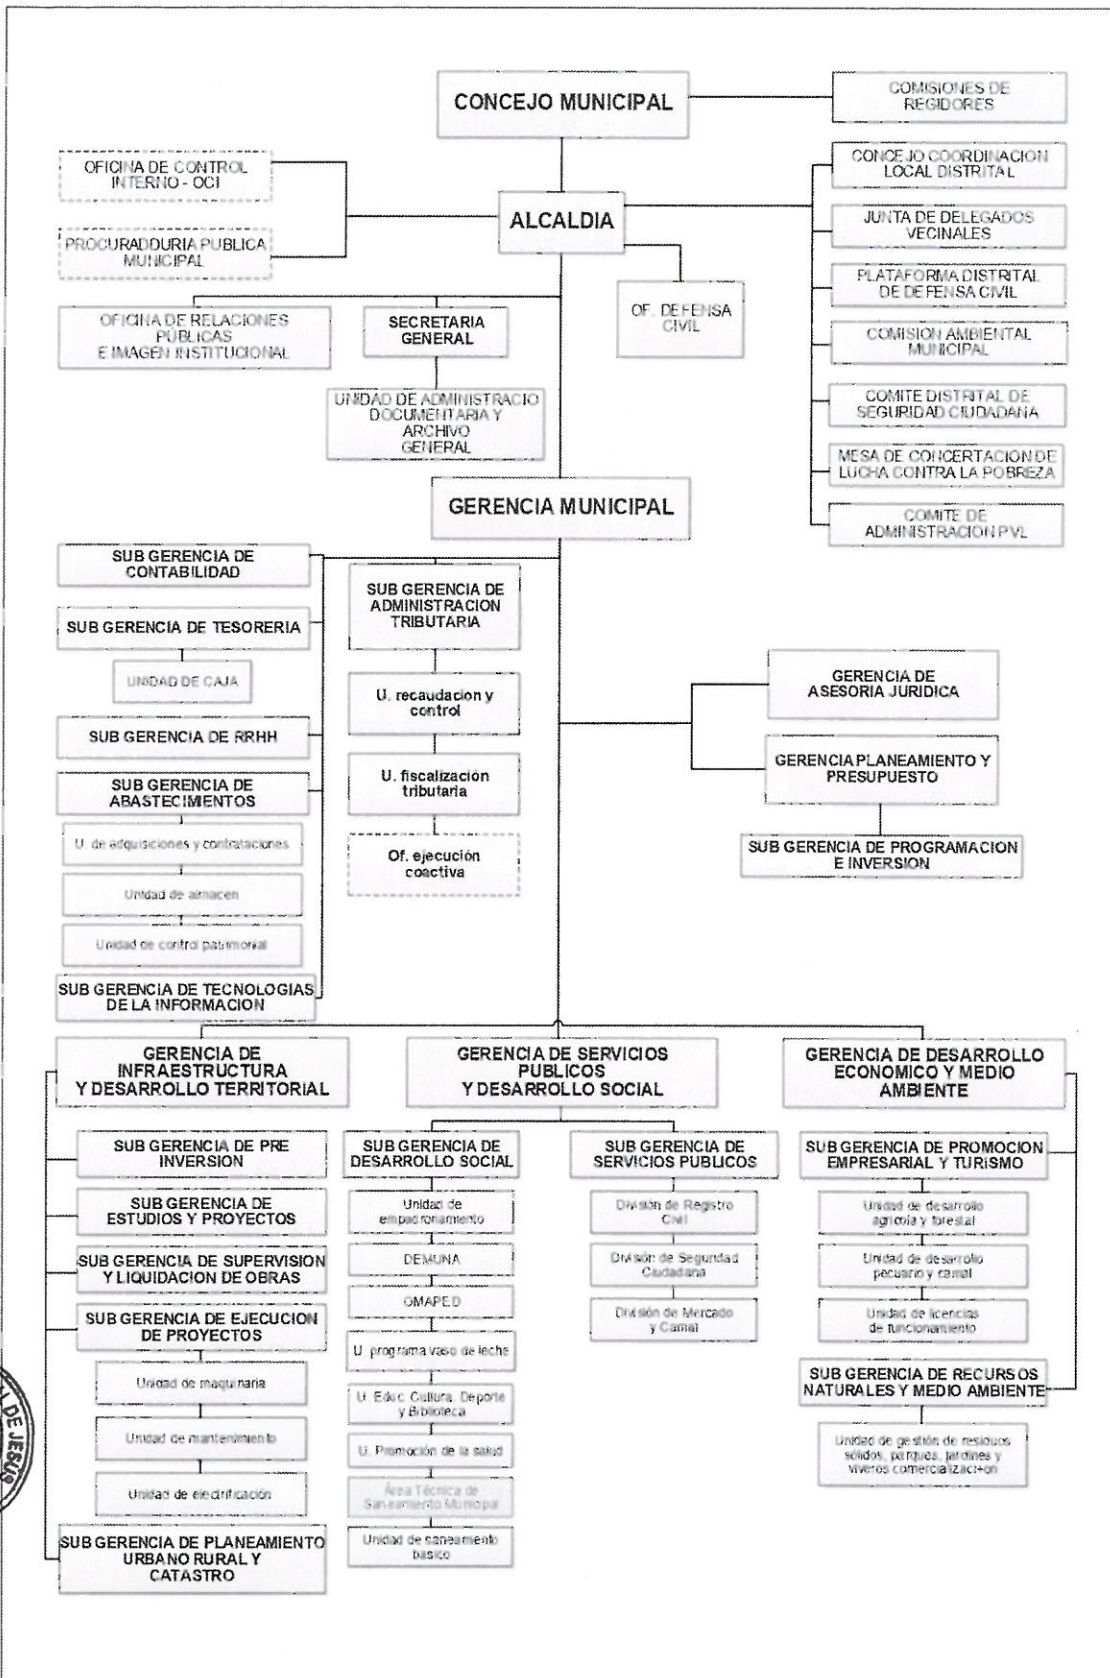 CONCEJO MUNICIPAL
COMISIONES DE
REGIDORES
OFICINA DE CONTROL
INTERNO - OCI
PROCURADOURIA PUBLICA
MUNICIPAL
ALCALDIA
CONCEJO COORDINACION
LOCAL DISTRITAL
JUNTA DE DELEGADOS
VECINALES
PLATAFORMA DISTRITAL
DE DEFENSA CIVIL
COMISION AMBIENTAL
MUNICIPAL
COMITE DISTRITAL DE
SEGURIDAD CIUDADANA
MESA DE CONCERTACION DE
LUCHA CONTRA LA POBREZA
COMITE DE
ADMINISTRACION PVL
OF. DEFENSA
CIVIL
OFICINA DE RELACIONES
PÚBLICAS
E IMAGEN INSTITUCIONAL
SECRETARIA
GENERAL
UNIDAD DE ADMINISTRACIO
DOCUMENTARIA Y
ARCHIVO
GENERAL
GERENCIA MUNICIPAL
SUB GERENCIA DE
CONTABILIDAD
SUB GERENCIA DE TESORERIA
UNIDAD DE CAJA
SUB GERENCIA DE RRHH
SUB GERENCIA DE
ABASTECIMIENTOS
U. de adquisiciones y contrataciones
Unidad de almacen
Unidad de control patrimonial
SUB GERENCIA DE TECNOLOGIAS
DE LA INFORMACION
SUB GERENCIA DE
ADMINISTRACION
TRIBUTARIA
U. recaudacion y
control
U. fiscalización
tributaria
Of. ejecución
coactiva
GERENCIA DE
ASESORIA JURIDICA
GERENCIA PLANEAMIENTO Y
PRESUPUESTO
SUB GERENCIA DE PROGRAMACION
E INVERSION
GERENCIA DE
INFRAESTRUCTURA
Y DESARROLLO TERRITORIAL
SUB GERENCIA DE PRE
INVERSION
SUB GERENCIA DE
ESTUDIOS Y PROYECTOS
SUB GERENCIA DE SUPERVISION
Y LIQUIDACION DE OBRAS
SUB GERENCIA DE EJECUCION
DE PROYECTOS
Unidad de maquinaria
Unidad de mantenimiento
Unidad de electrificación
SUB GERENCIA DE PLANEAMIENTO
URBANO RURAL Y
CATASTRO
GERENCIA DE SERVICIOS
PUBLICOS
Y DESARROLLO SOCIAL
SUB GERENCIA DE
DESARROLLO SOCIAL
Unidad de
empadronamiento
DEMUNA
OMAPED
U. programa vaso de leche
U. Educ. Cultura. Deporte
y Biblioteca
U. Promoción de la salud
Área Técnica de
Saneamiento Municipal
Unidad de saneamento
basico
SUB GERENCIA DE
SERVICIOS PUBLICOS
División de Registro
Civil
División de Seguridad
Ciudadana
División de Mercado
y Camal
GERENCIA DE DESARROLLO
ECONOMICO Y MEDIO
AMBIENTE
SUB GERENCIA DE PROMOCION
EMPRESARIAL Y TURISMO
Unidad de desarrollo
agricola y forestal
Unidad de desarrollo
pecuario y camal
Unidad de licencias
de funcionamiento
SUB GERENCIA DE RECURSOS
NATURALES Y MEDIO AMBIENTE
Unidad de gestión de residuos
sólidos, parques, jardines y
viveros comercialización
DE JESUS